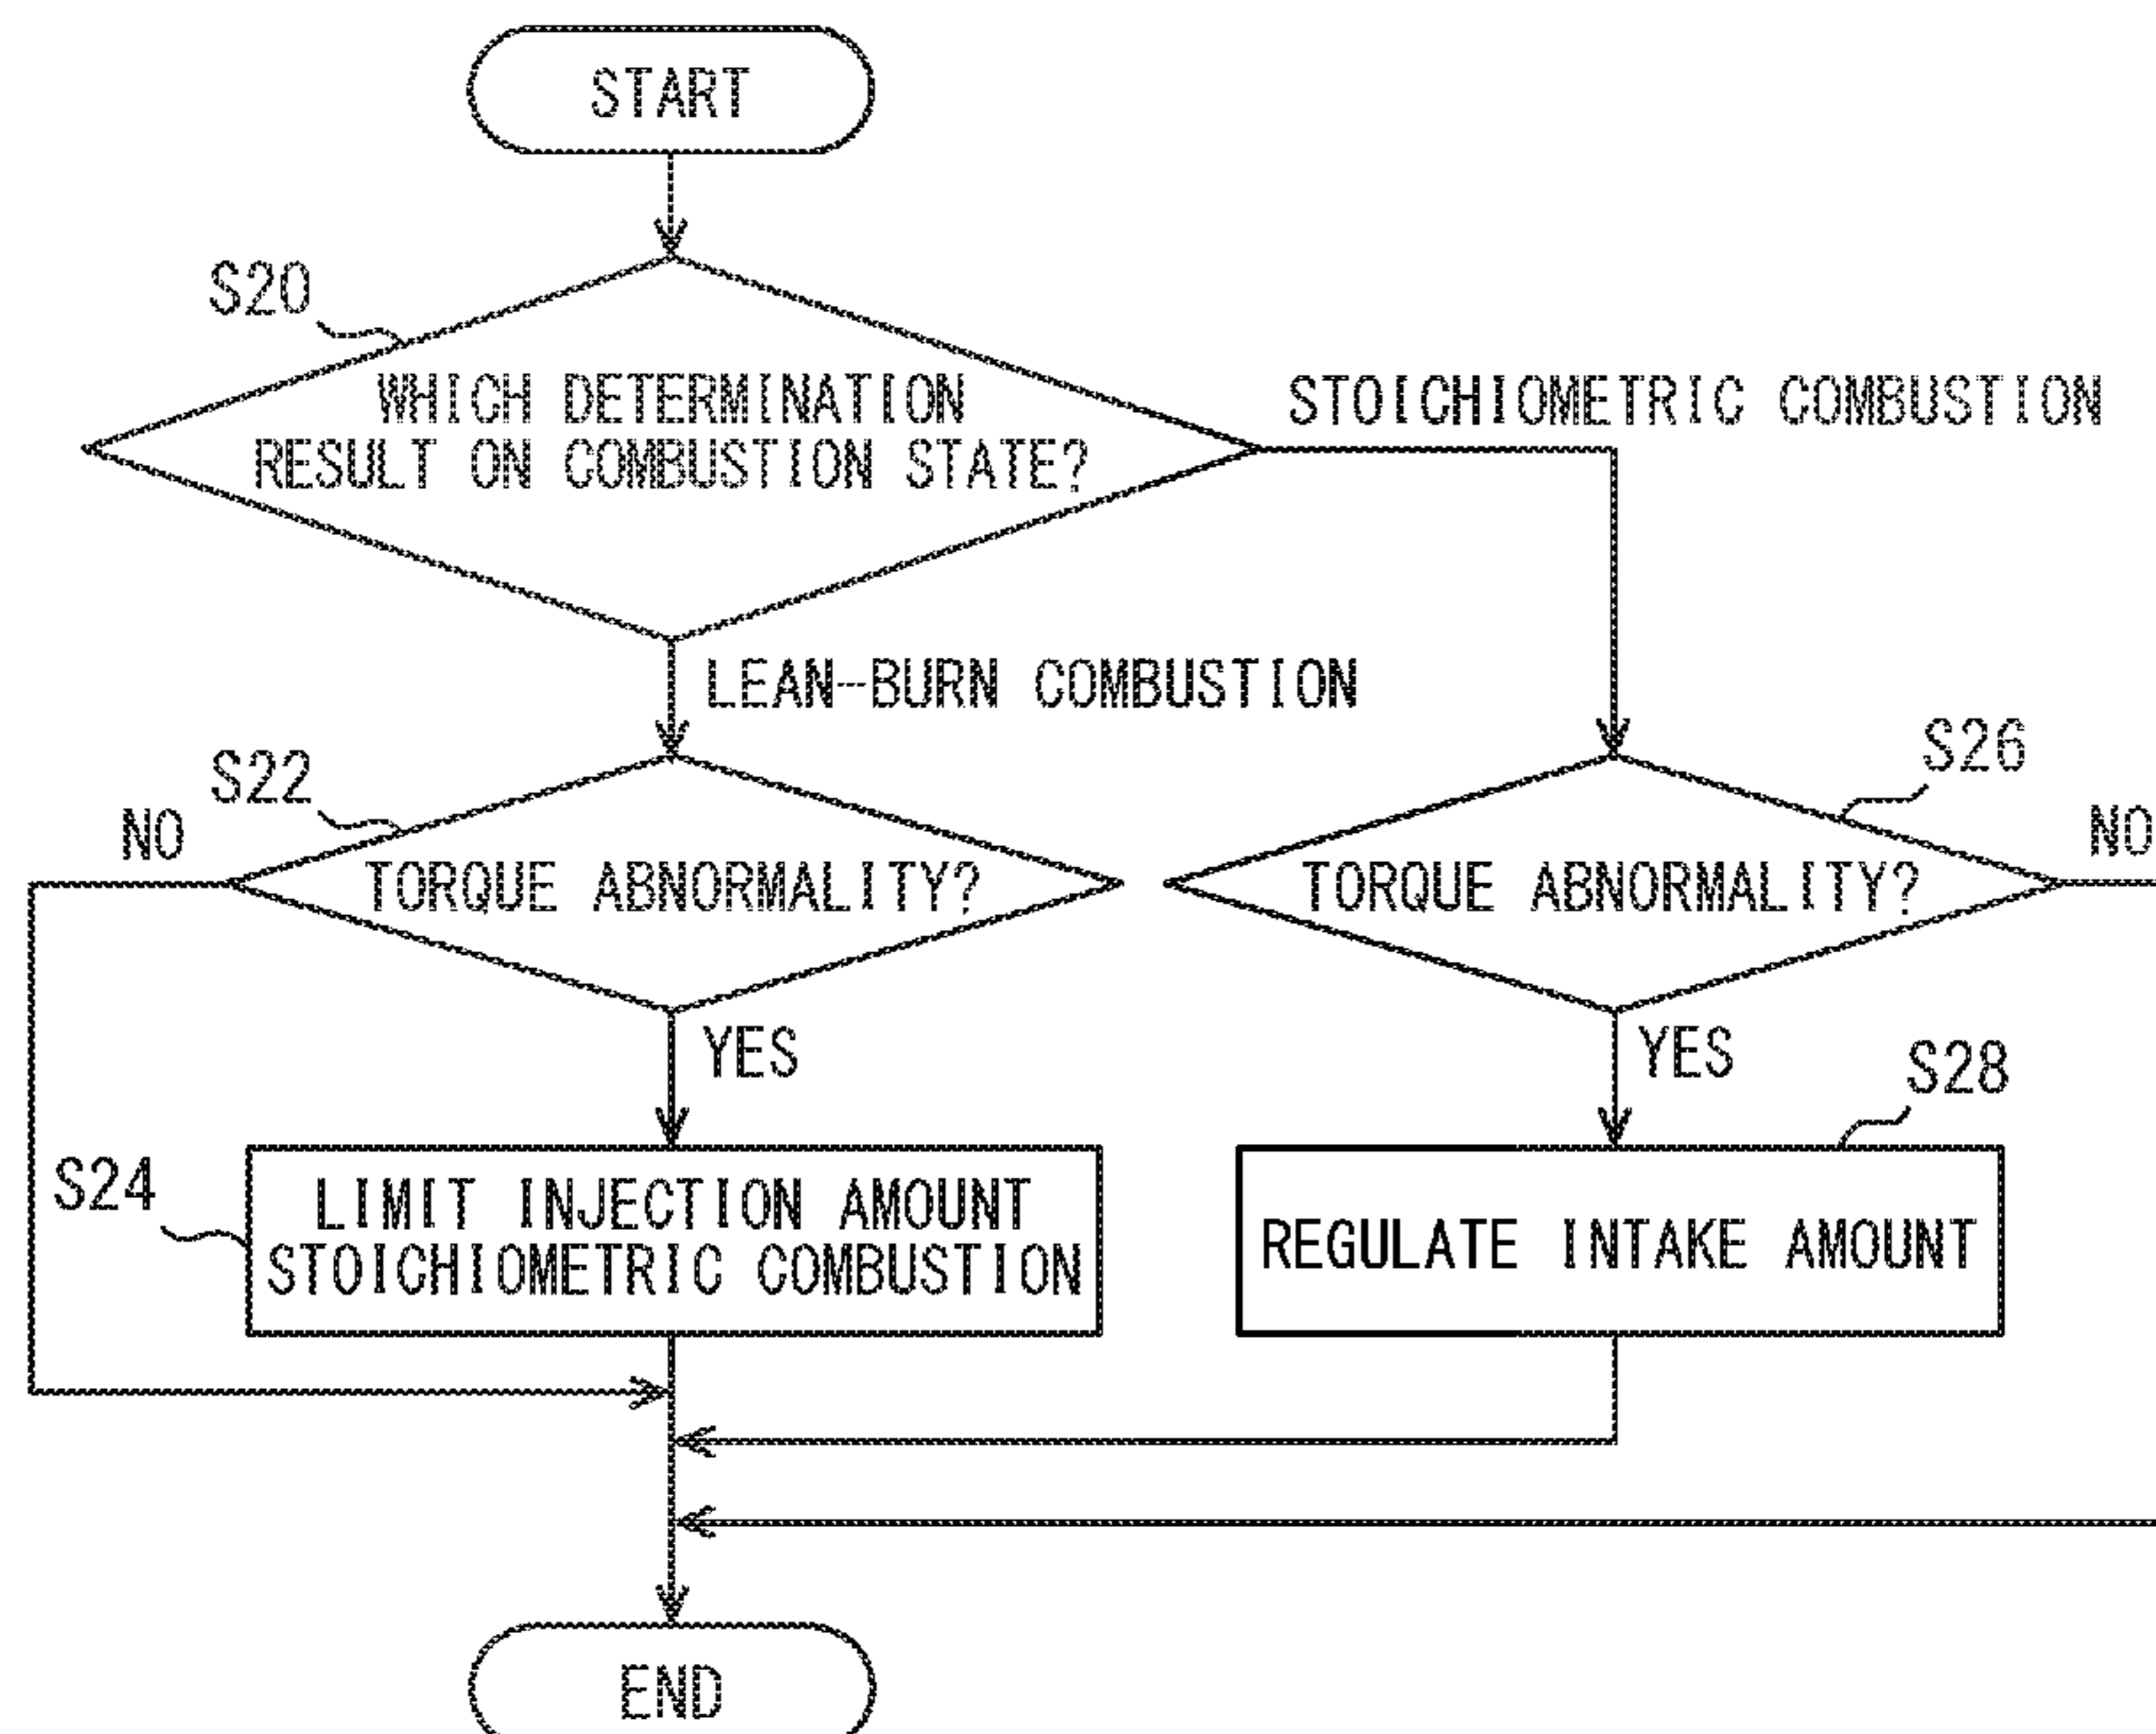 START
S20
WHICH DETERMINATION
RESULT ON COMBUSTION STATE?
STOICHIOMETRIC COMBUSTION
LEAN-BURN COMBUSTION
S22
S26
NO
TORQUE ABNORMALITY?
TORQUE ABNORMALITY?
NO
YES
YES
S28
S24
LIMIT INJECTION AMOUNT
STOICHIOMETRIC COMBUSTION
REGULATE INTAKE AMOUNT
END